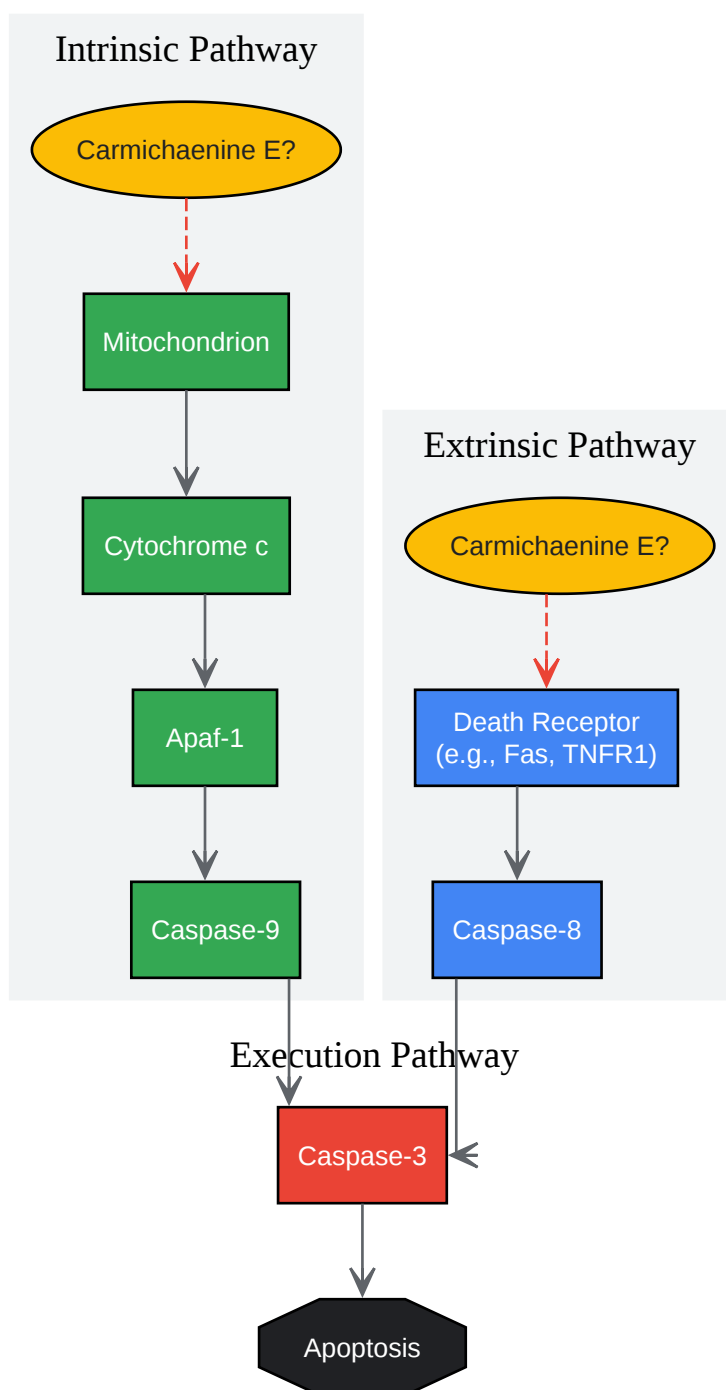 Intrinsic Pathway
Carmichaenine E?
Mitochondrion
Cytochrome c
Apaf-1
Caspase-9
Extrinsic Pathway
Carmichaenine E?
Death Receptor
(e.g., Fas, TNFR1)
Caspase-8
Execution Pathway
Caspase-3
Apoptosis